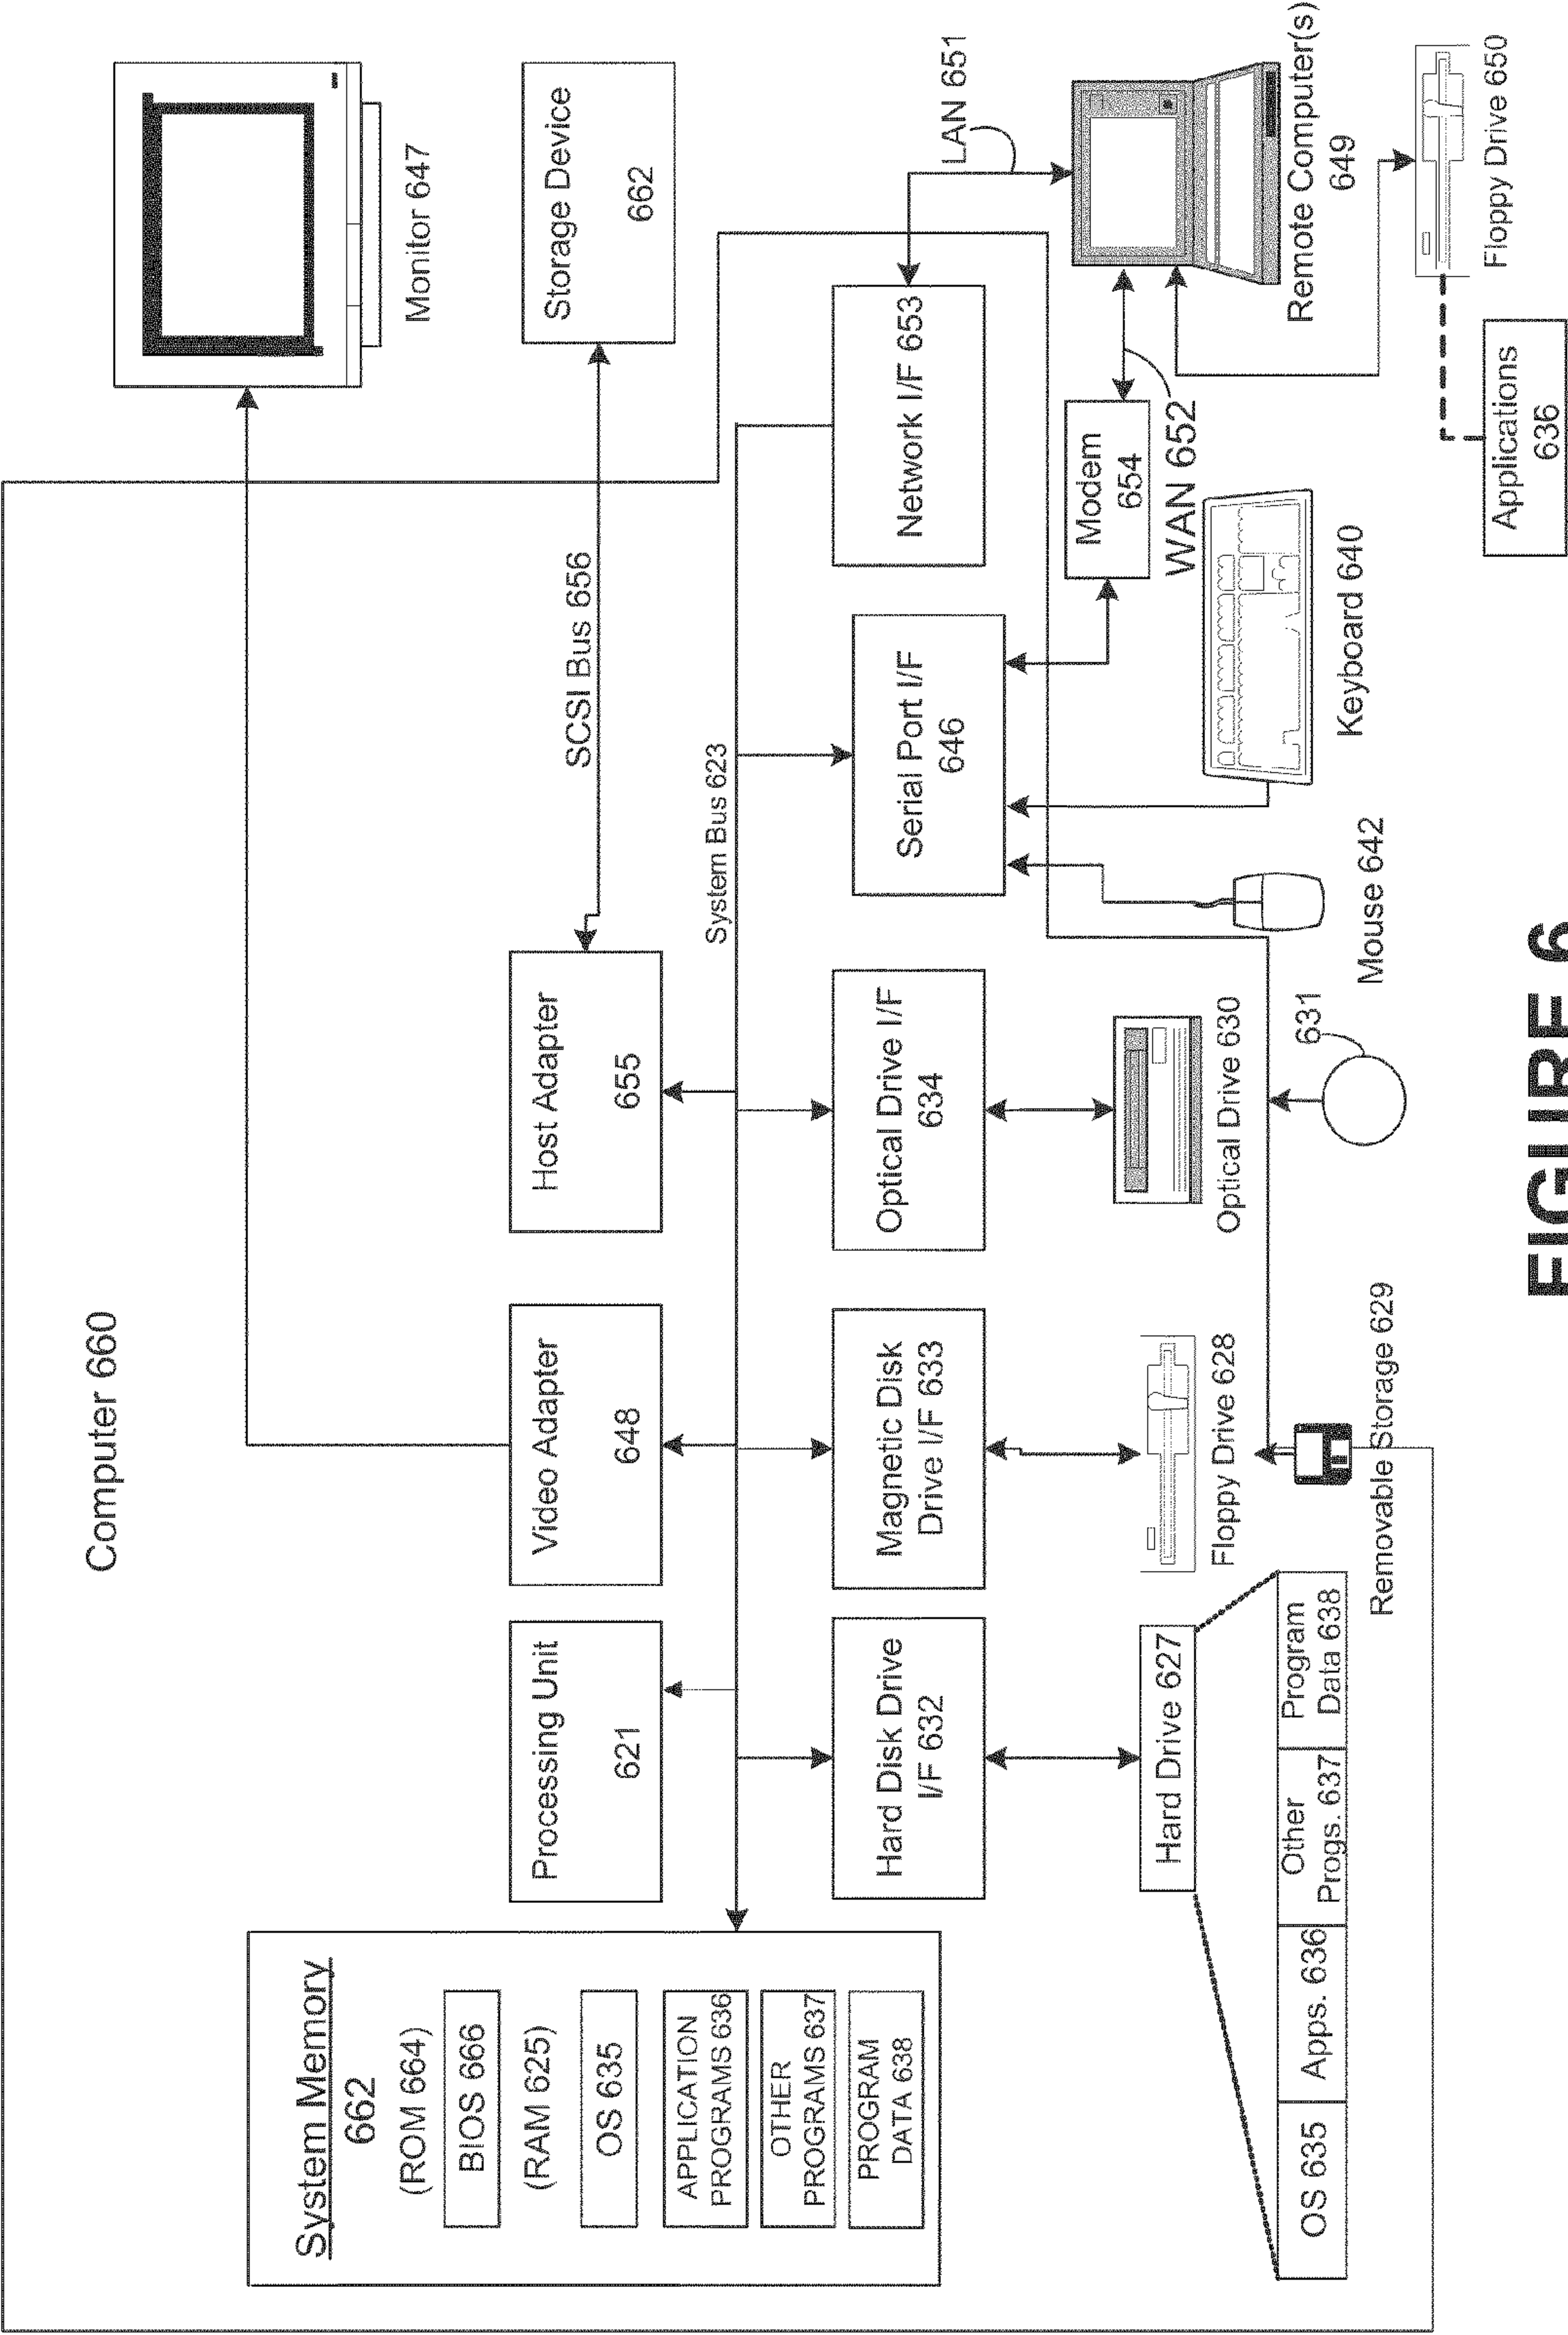 Computer 660
Monitor 647
System Memory
662
(ROM 664)
BIOS 666
(RAM 625)
OS 635
APPLICATION
PROGRAMS 636
OTHER
PROGRAMS 637
PROGRAM
DATA 638
Processing Unit
621
Video Adapter
648
Host Adapter
655
SCSI Bus 656
Storage Device
662
System Bus 623
Hard Disk Drive
I/F 632
Magnetic Disk
Drive I/F 633
Optical Drive I/F
634
Serial Port I/F
646
Network I/F 653
LAN 651
Hard Drive 627
Floppy Drive 628
Optical Drive 630
Modem
654
WAN 652
Remote Computer(s)
649
OS 635
Apps. 636
Other
Progs. 637
Program
Data 638
Removable Storage 629
631
Mouse 642
Keyboard 640
Floppy Drive 650
Applications
636
FIGURE 6